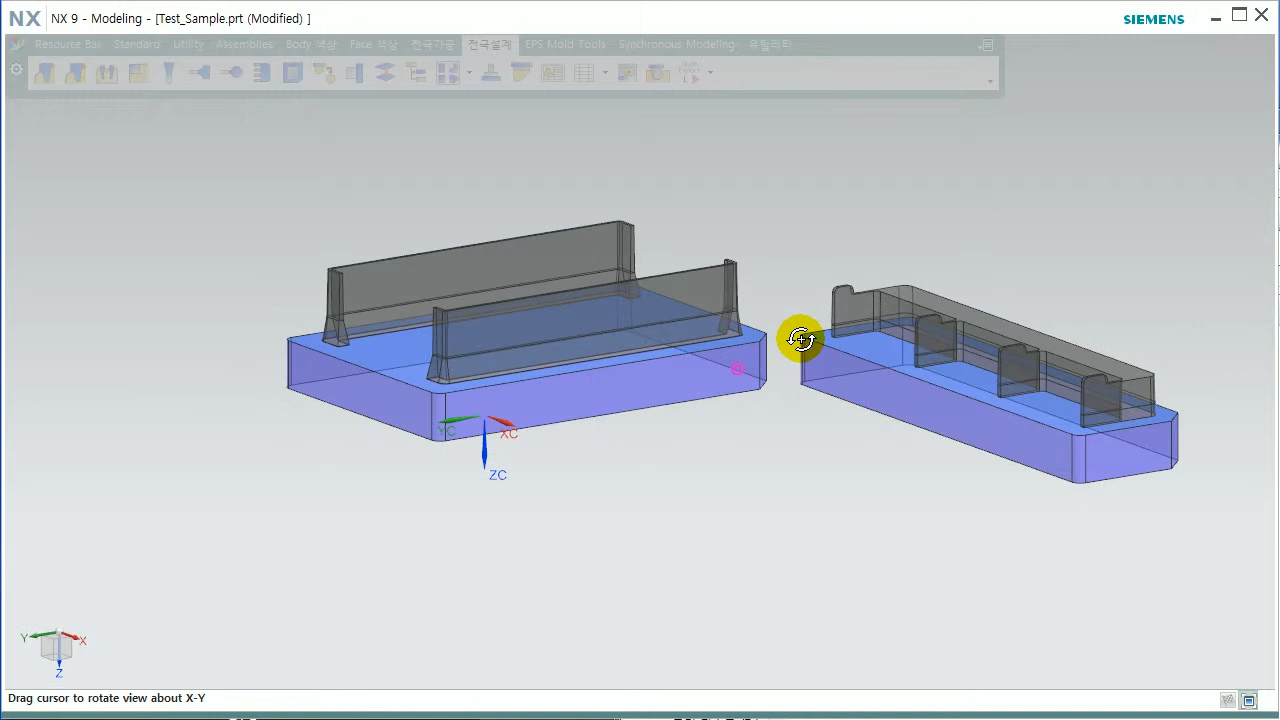 NX NX 9 - Modeling - [Test_Sample.prt (Modified) ] SIEMENS
Resource Bar Standard Utility Assemblies Body 색상 Face 색상 전극가공 전극설계 EPS Mold Tools Synchronous Modeling 유틸리티
YC XC
ZC
Y X
Z
Drag cursor to rotate view about X-Y